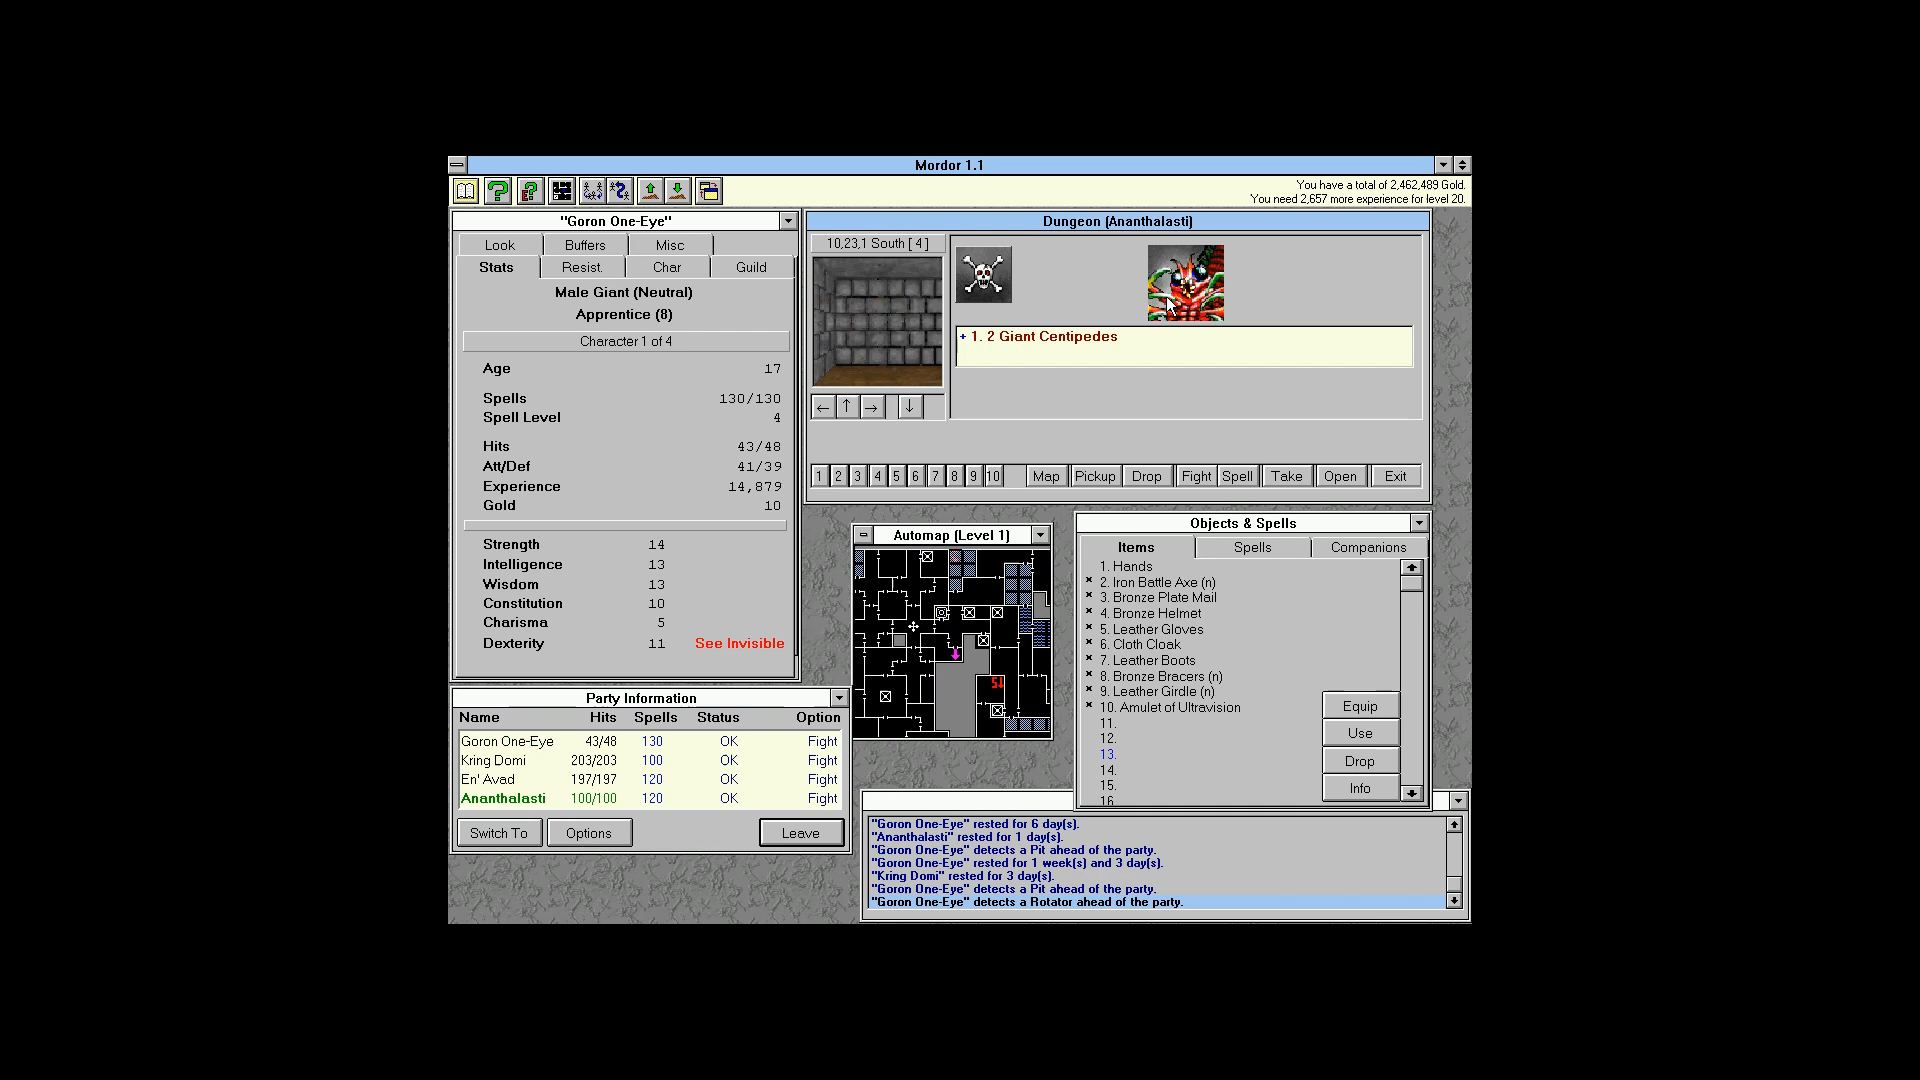 Mordor 1.1
You have a total of 2,462,489 Gold.
You need 2,657 more experience for level 20.
"Goron One-Eye"
Look Buffers Misc
Stats Resist. Char Guild
Male Giant (Neutral)
Apprentice (8)
Character 1 of 4
Age 17
Spells 130/130
Spell Level 4
Hits 43/48
Att/Def 41/39
Experience 14,879
Gold 10
Strength 14
Intelligence 13
Wisdom 13
Constitution 10
Charisma 5
Dexterity 11 See Invisible
Dungeon (Ananthalasti)
10,23,1 South [ 4 ]
+ 1. 2 Giant Centipedes
1 2 3 4 5 6 7 8 9 10 Map Pickup Drop Fight Spell Take Open Exit
Party Information
Name Hits Spells Status Option
Goron One-Eye 43/48 130 OK Fight
Kring Domi 203/203 100 OK Fight
En' Avad 197/197 120 OK Fight
Ananthalasti 100/100 120 OK Fight
Switch To Options Leave
Automap (Level 1)
Objects & Spells
Items Spells Companions
1. Hands
× 2. Iron Battle Axe (n)
× 3. Bronze Plate Mail
× 4. Bronze Helmet
× 5. Leather Gloves
× 6. Cloth Cloak
× 7. Leather Boots
× 8. Bronze Bracers (n)
× 9. Leather Girdle (n)
× 10. Amulet of Ultravision
11.
12.
13.
14.
15.
16
Equip
Use
Drop
Info
"Goron One-Eye" rested for 6 day(s).
"Ananthalasti" rested for 1 day(s).
"Goron One-Eye" detects a Pit ahead of the party.
"Goron One-Eye" rested for 1 week(s) and 3 day(s).
"Kring Domi" rested for 3 day(s).
"Goron One-Eye" detects a Pit ahead of the party.
"Goron One-Eye" detects a Rotator ahead of the party.